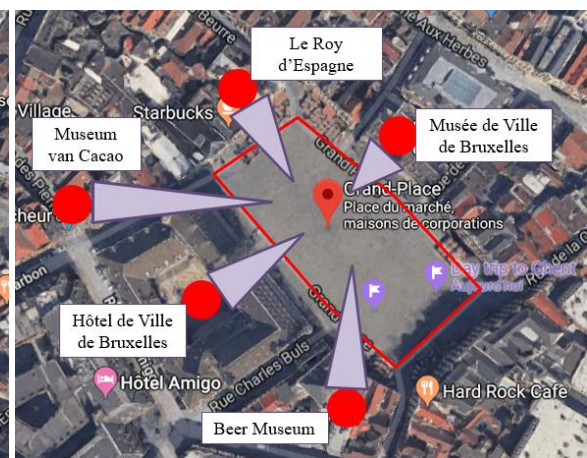 Le Roy
d'Espagne
Starbucks
Village
Museum
van Cacao
Musée de Ville
de Bruxelles
Grand-Place
Place du marché,
maisons de corporations
Day trip to Ghent
Aujourd'hui
Hôtel de Ville
de Bruxelles
Rue Charles Buls
Hôtel Amigo
Hard Rock Cafe
Beer Museum